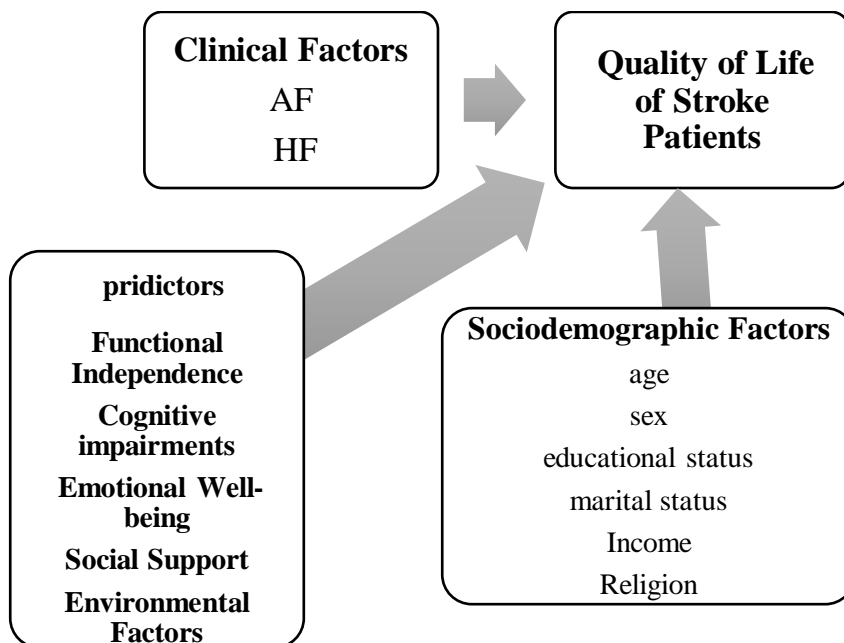 Clinical Factors
AF
HF
Quality of Life
of Stroke
Patients
pridictors
Functional
Independence
Cognitive
impairments
Emotional Well-
being
Social Support
Environmental
Factors
Sociodemographic Factors
age
sex
educational status
marital status
Income
Religion